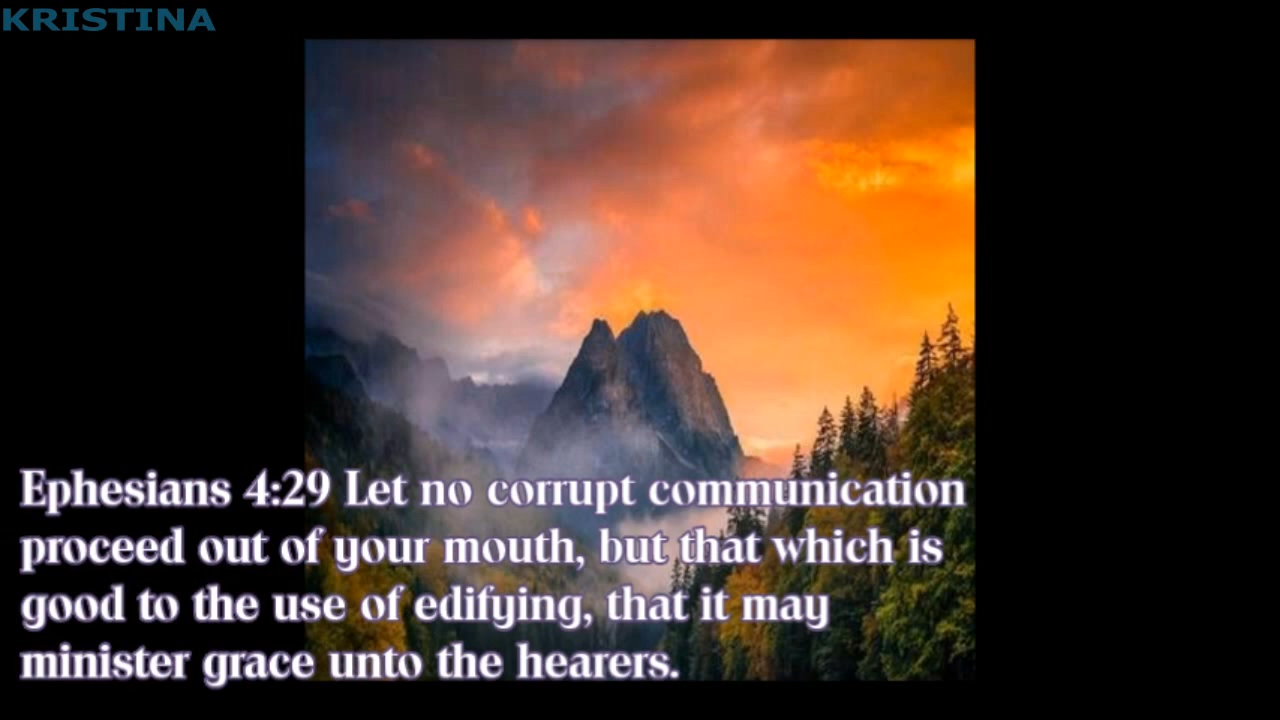 KRISTINA
Ephesians 4:29 Let no corrupt communication
proceed out of your mouth, but that which is
good to the use of edifying, that it may
minister grace unto the hearers.